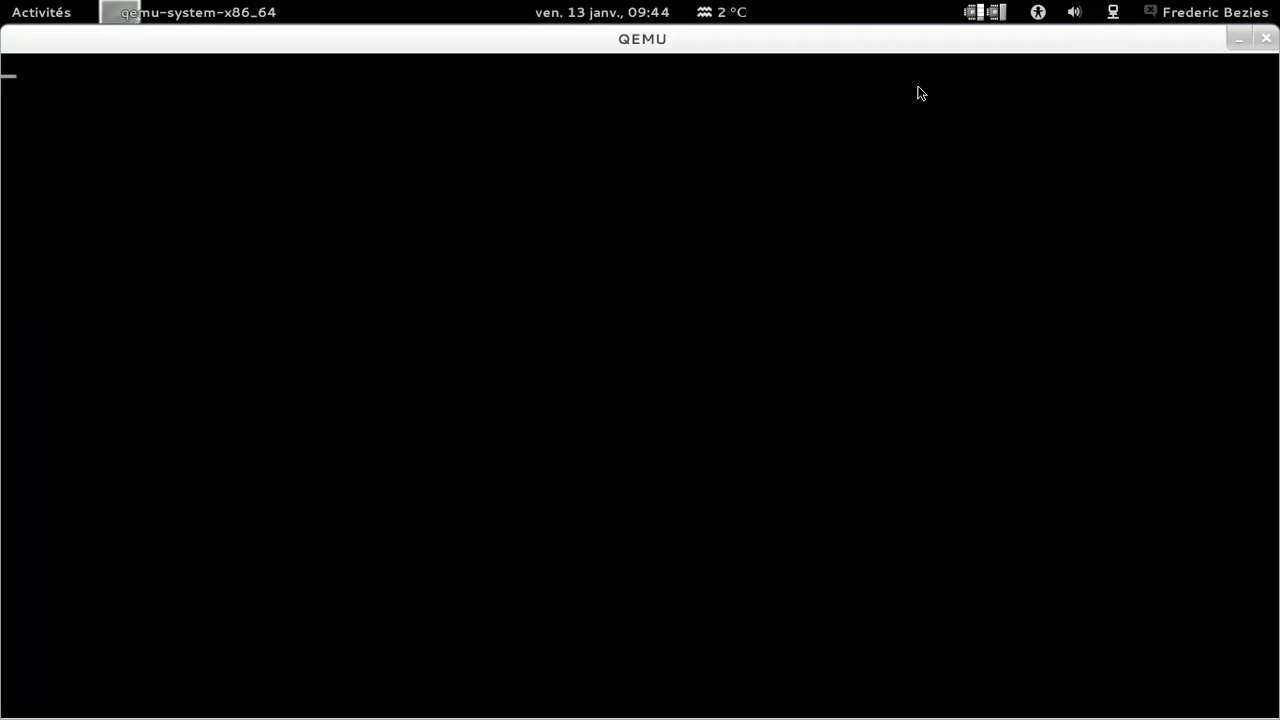 Activités qemu-system-x86_64 ven. 13 janv., 09:44 2 °C Frederic Bezies
QEMU